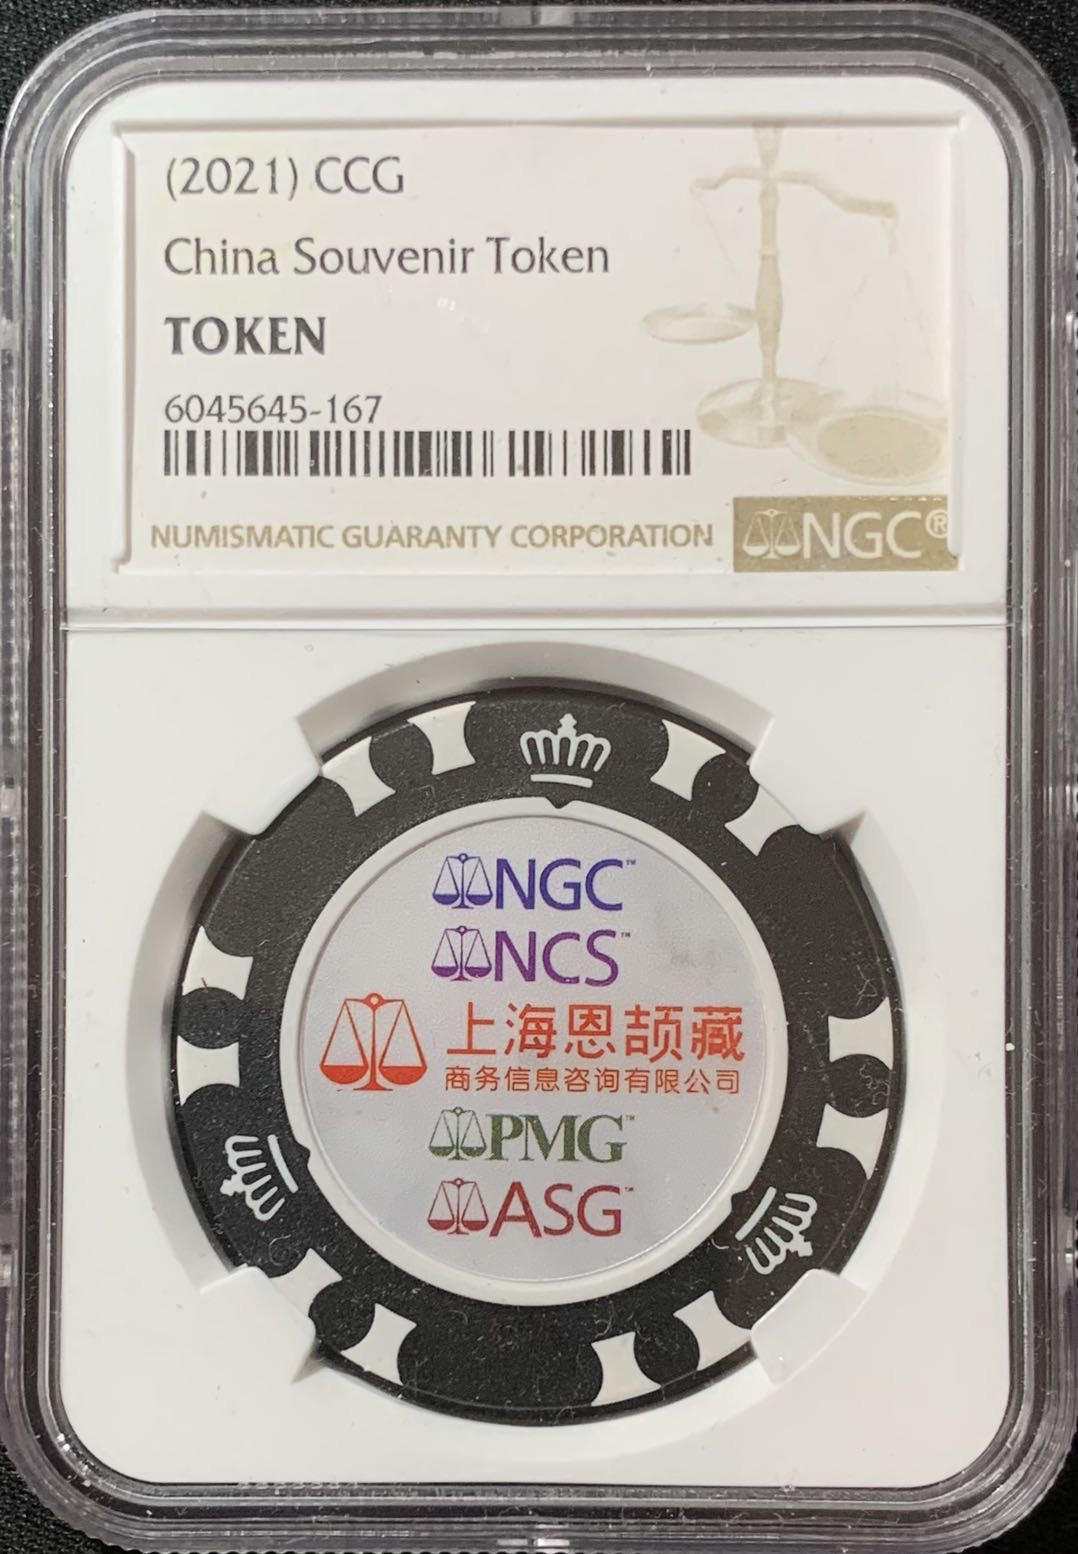 (2021) CCG
China Souvenir Token
TOKEN
6045645-167
NUMISMATIC GUARANTY CORPORATION
NGC®
NGC™
NCS™
上海恩颉藏
商务信息咨询有限公司
PMG™
ASG™